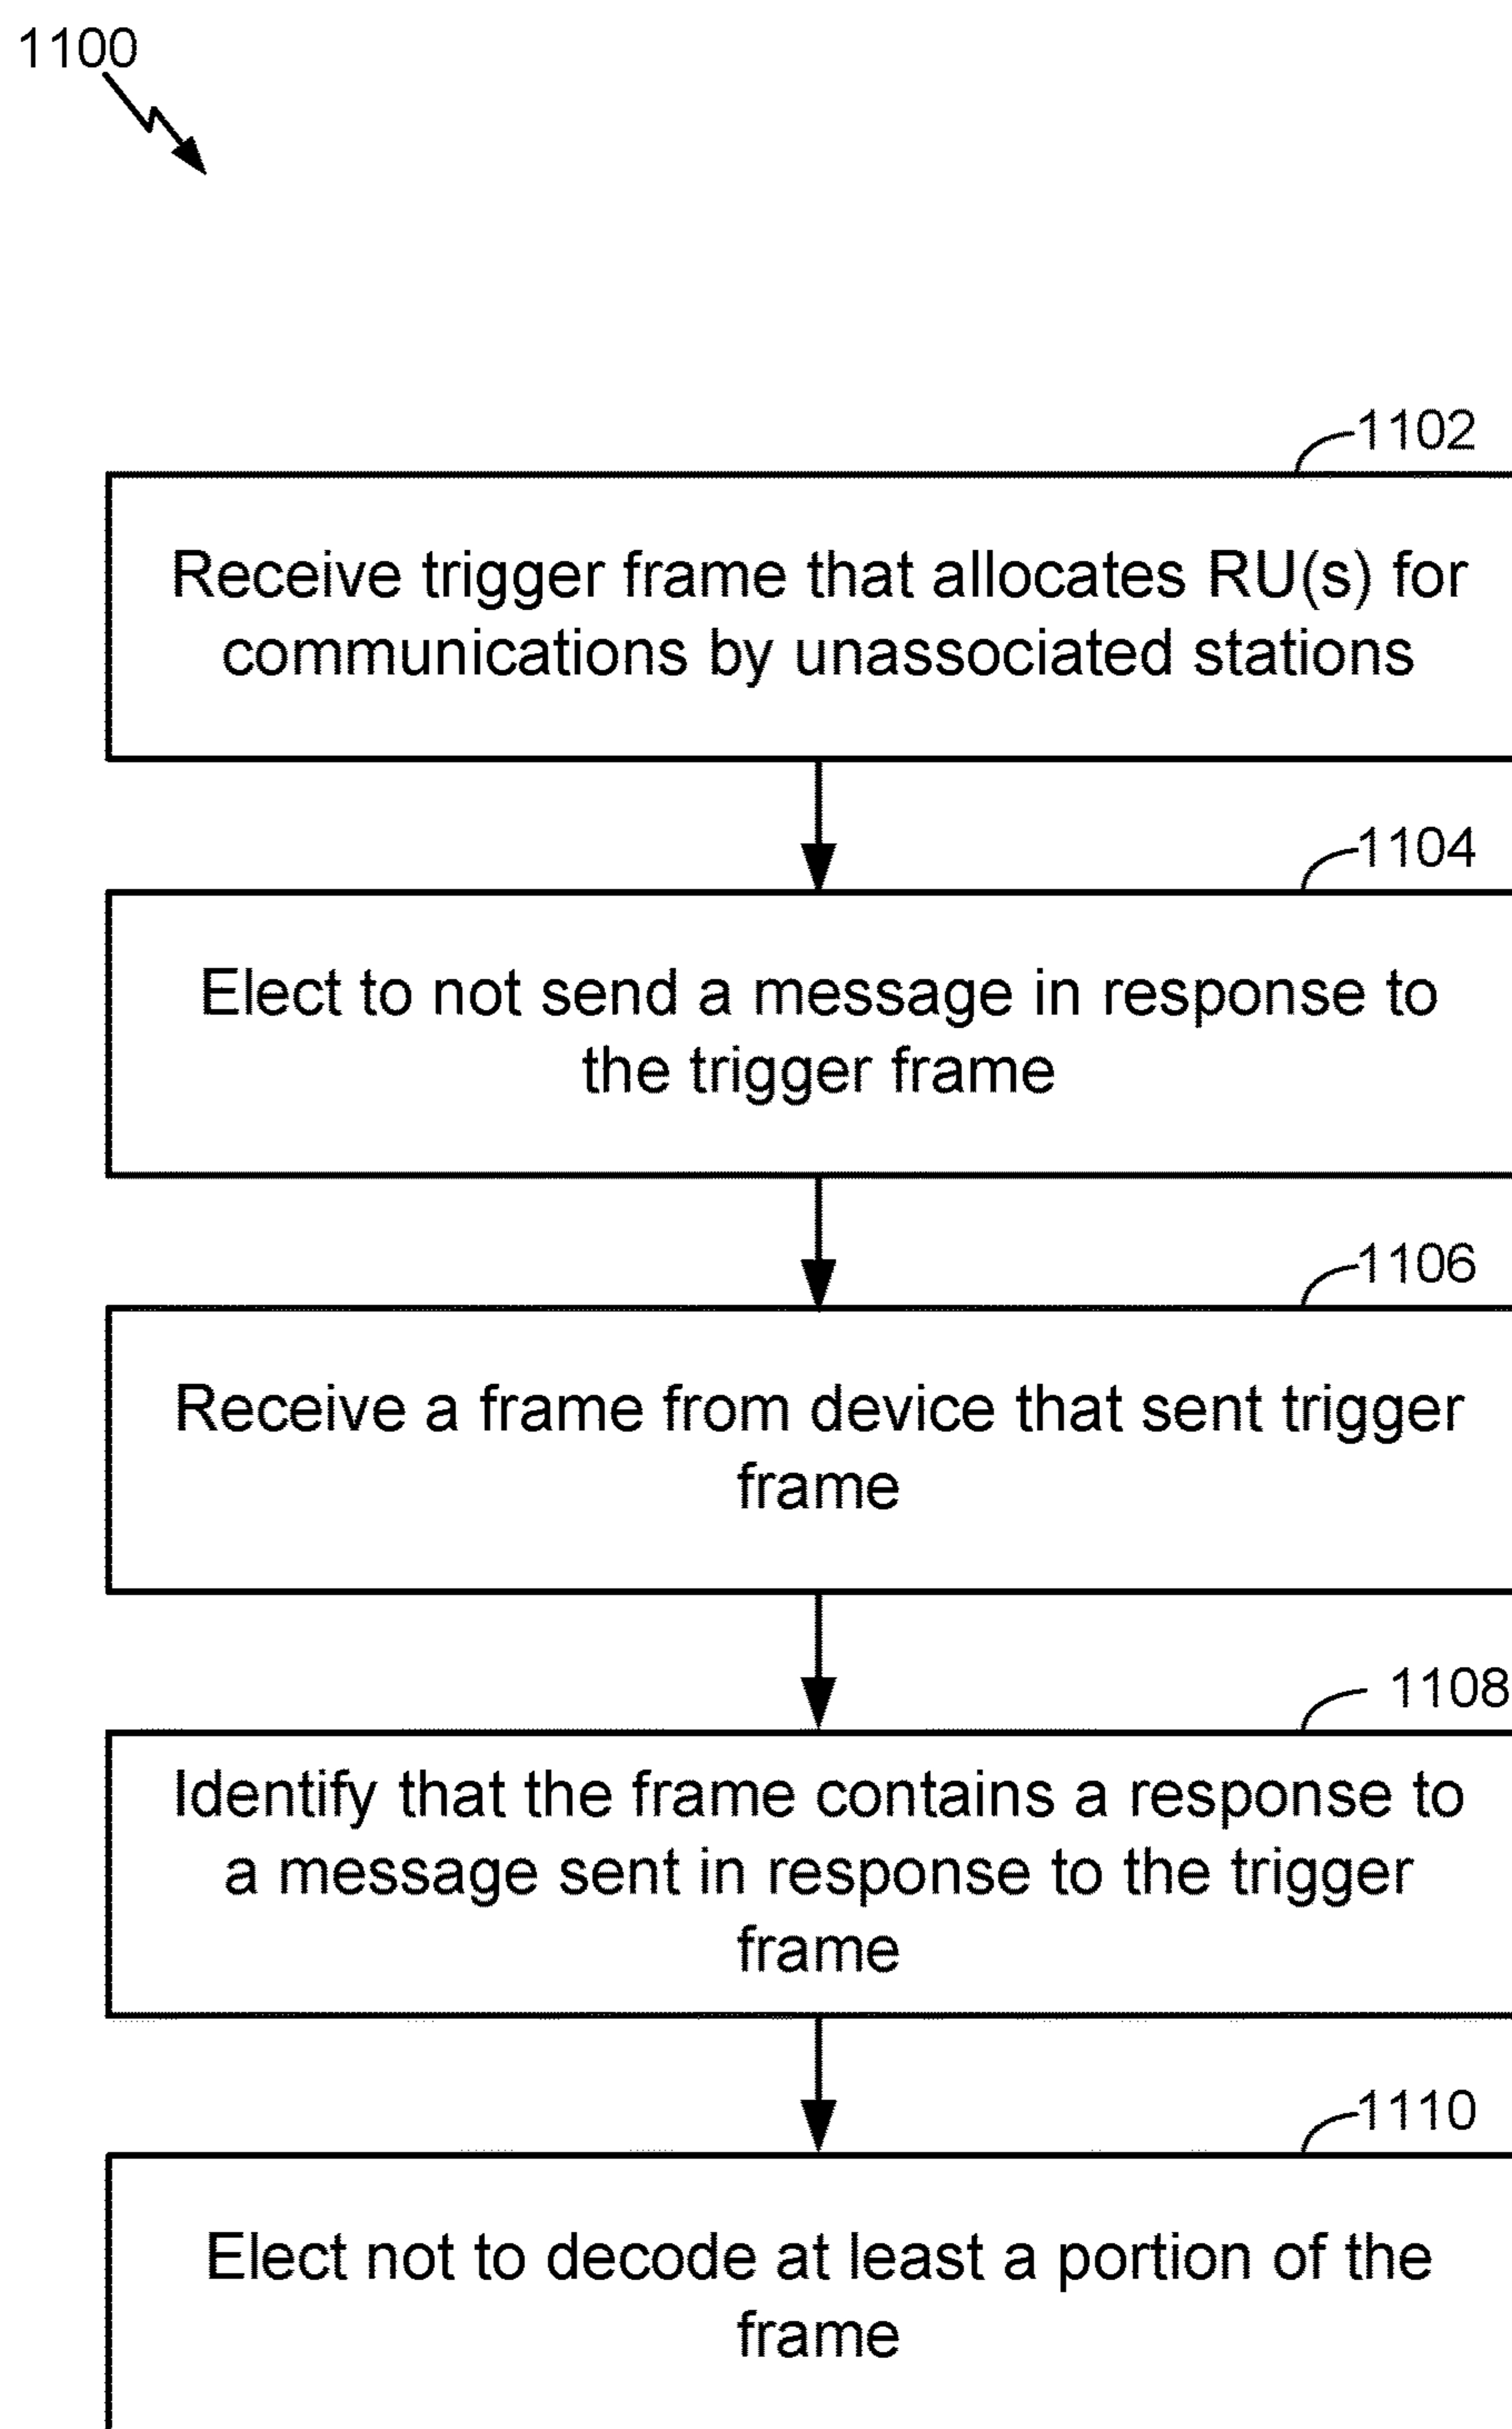 1100
1102
Receive trigger frame that allocates RU(s) for
communications by unassociated stations
1104
Elect to not send a message in response to
the trigger frame
1106
Receive a frame from device that sent trigger
frame
1108
Identify that the frame contains a response to
a message sent in response to the trigger
frame
1110
Elect not to decode at least a portion of the
frame